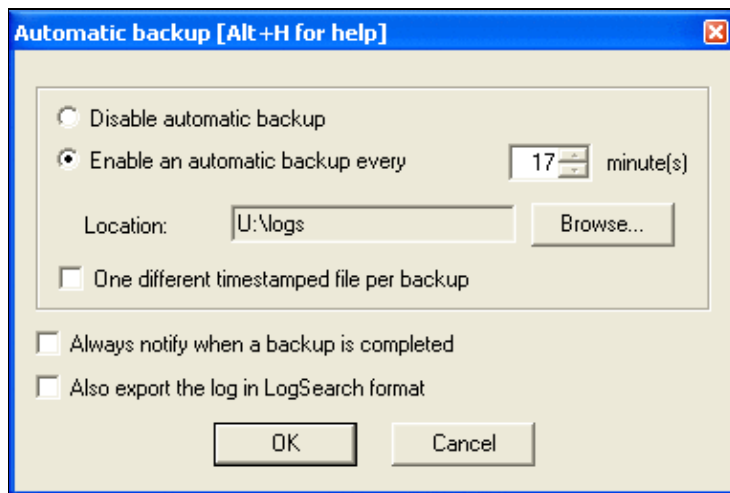 Automatic backup [Alt+H for help]
Disable automatic backup
Enable an automatic backup every 17 minute(s)
Location: U:\logs Browse...
One different timestamped file per backup
Always notify when a backup is completed
Also export the log in LogSearch format
OK Cancel